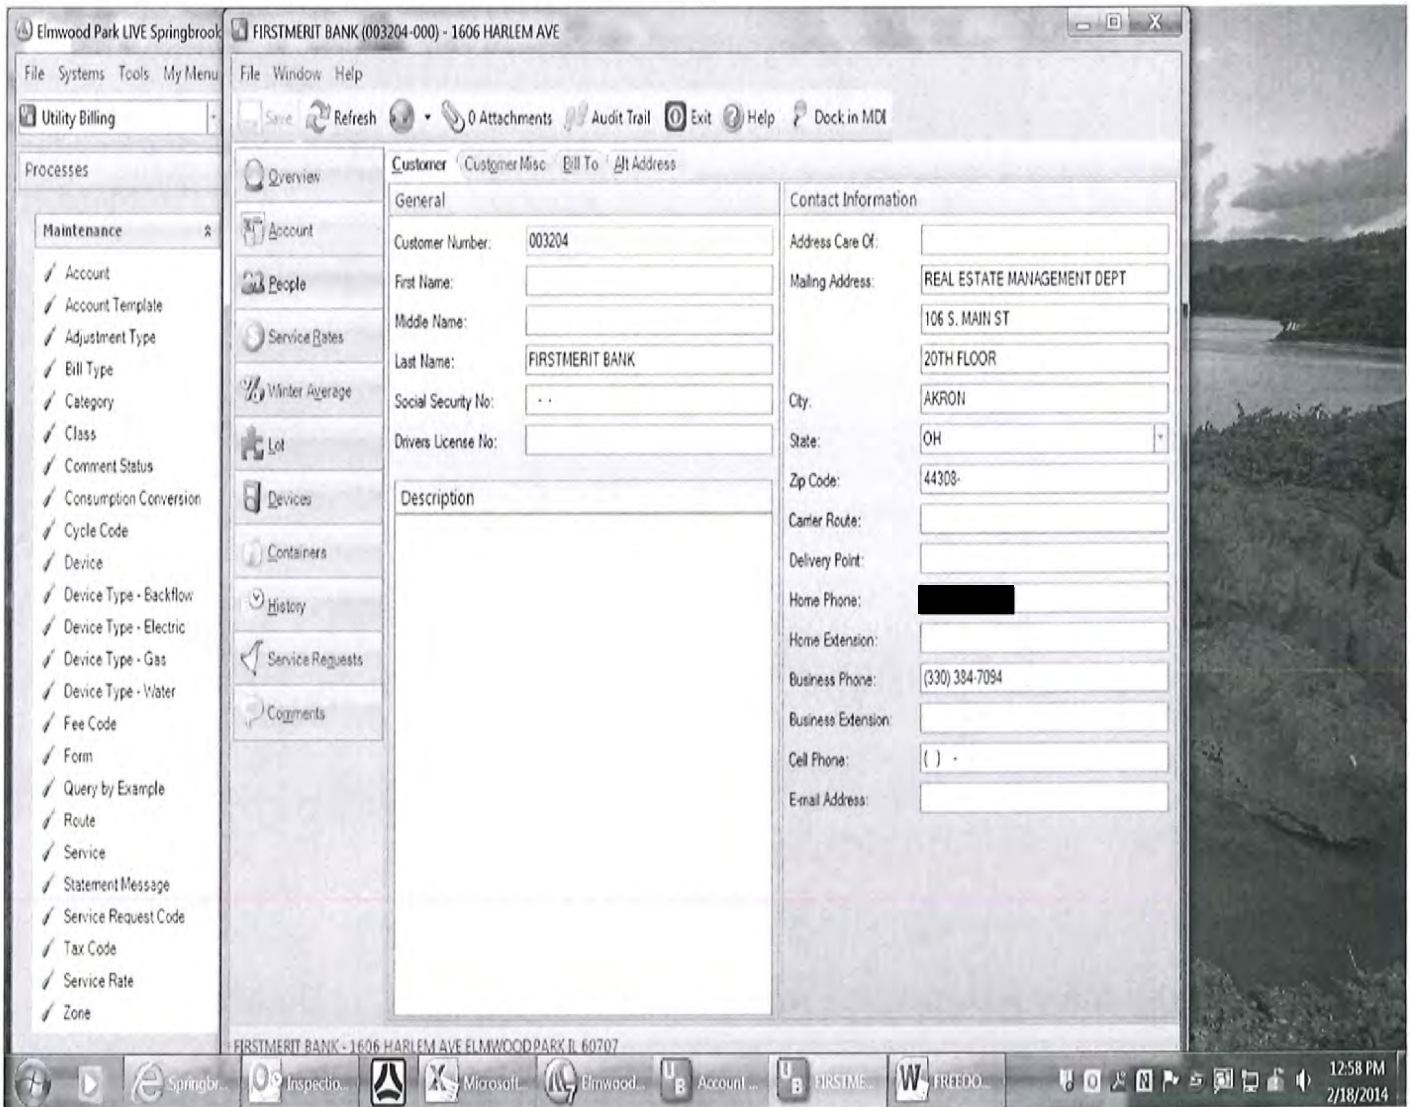 Elmwood Park LIVE Springbrook
FIRSTMERIT BANK (003204-000) - 1606 HARLEM AVE
File Systems Tools My Menu
File Window Help
Utility Billing
Save Refresh 0 Attachments Audit Trail Exit Help Dock in MDI
Processes
Maintenance
Account
Account Template
Adjustment Type
Bill Type
Category
Class
Comment Status
Consumption Conversion
Cycle Code
Device
Device Type - Backflow
Device Type - Electric
Device Type - Gas
Device Type - Water
Fee Code
Form
Query by Example
Route
Service
Statement Message
Service Request Code
Tax Code
Service Rate
Zone
Overview
Account
People
Service Rates
Winter Average
Lot
Devices
Containers
History
Service Requests
Comments
Customer Customer Misc Bill To Alt Address
General
Customer Number: 003204
First Name:
Middle Name:
Last Name: FIRSTMERIT BANK
Social Security No: - -
Drivers License No:
Description
Contact Information
Address Care Of:
Mailing Address: REAL ESTATE MANAGEMENT DEPT
106 S. MAIN ST
20TH FLOOR
City: AKRON
State: OH
Zip Code: 44308-
Carrier Route:
Delivery Point:
Home Phone:
Home Extension:
Business Phone: (330) 384-7094
Business Extension:
Cell Phone: ( ) -
E-mail Address:
FIRSTMERIT BANK - 1606 HARLEM AVE ELMWOOD PARK IL 60707
Springbr... Inspectio... Microsoft... Elmwood... UB Account ... UB FIRSTME... FREEDO...
12:58 PM
2/18/2014